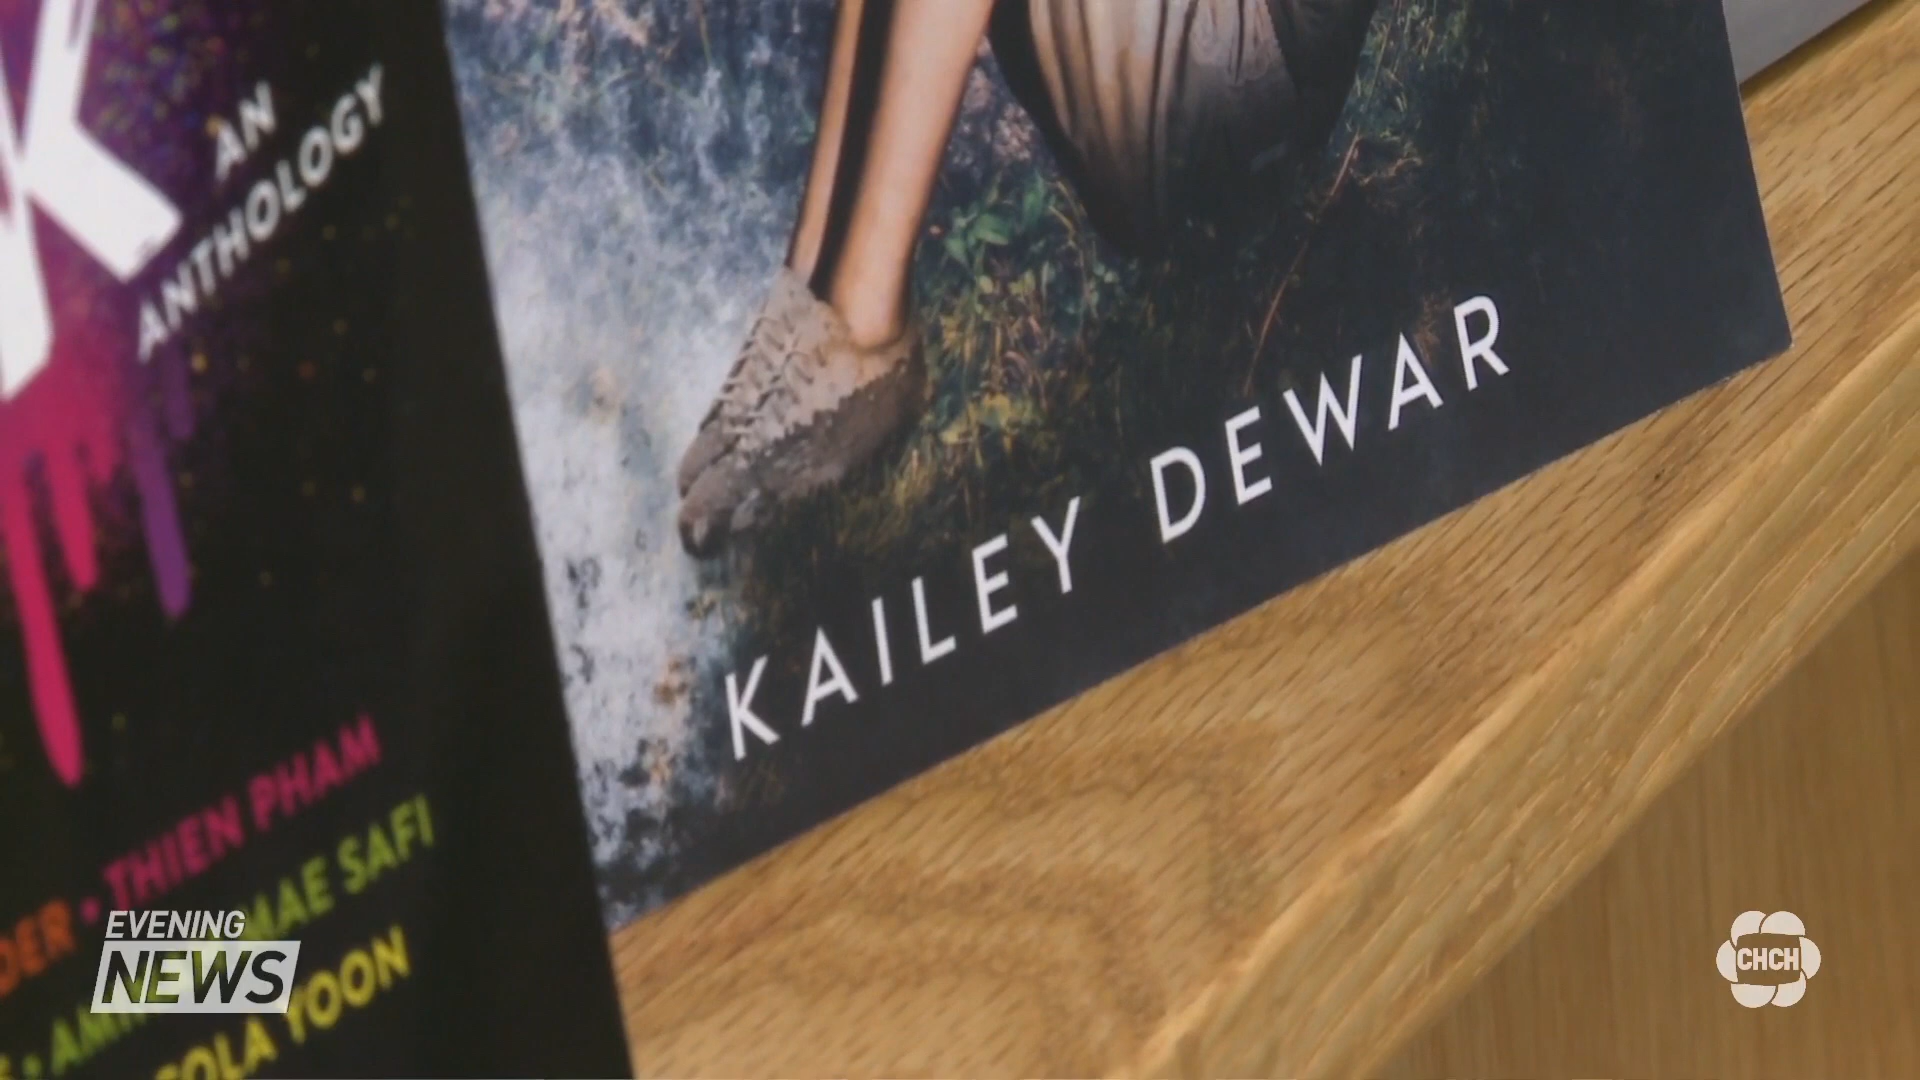 AN
ANTHOLOGY
KAILEY DEWAR
THIEN PHAM
SAFI
YOON
EVENING
NEWS
CHCH